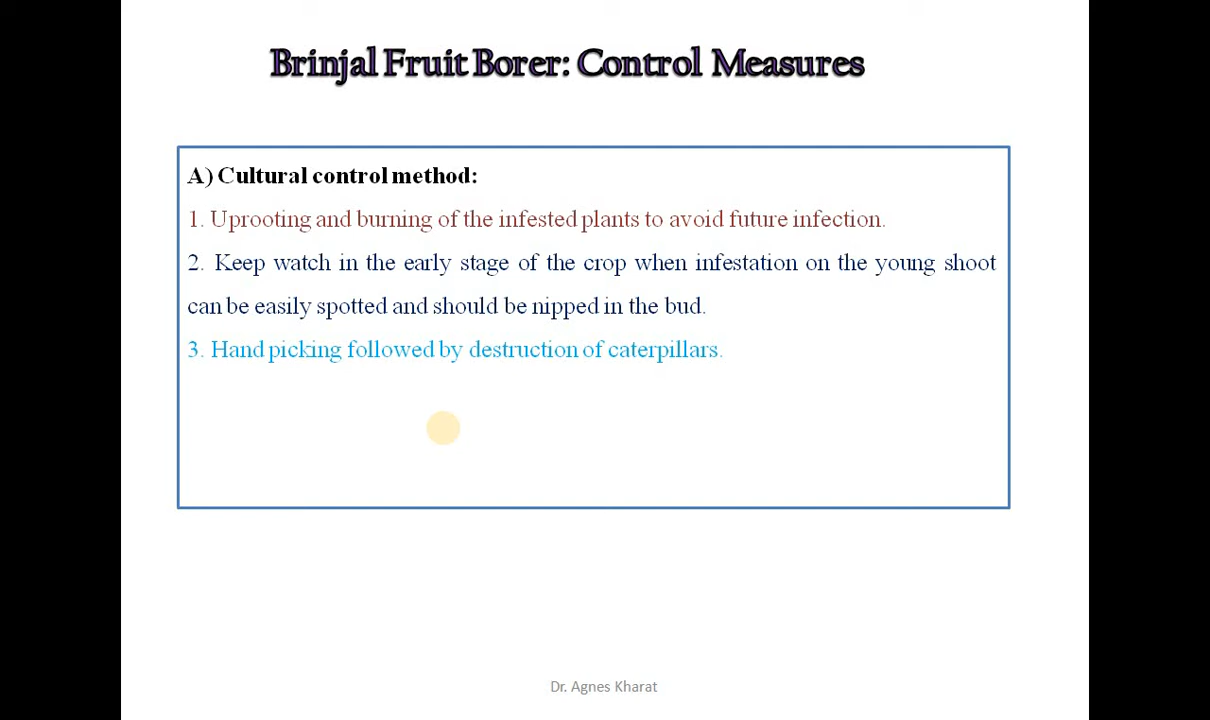 Brinjal Fruit Borer: Control Measures
A) Cultural control method:
1. Uprooting and burning of the infested plants to avoid future infection.
2. Keep watch in the early stage of the crop when infestation on the young shoot
can be easily spotted and should be nipped in the bud.
3. Hand picking followed by destruction of caterpillars.
Dr. Agnes Kharat